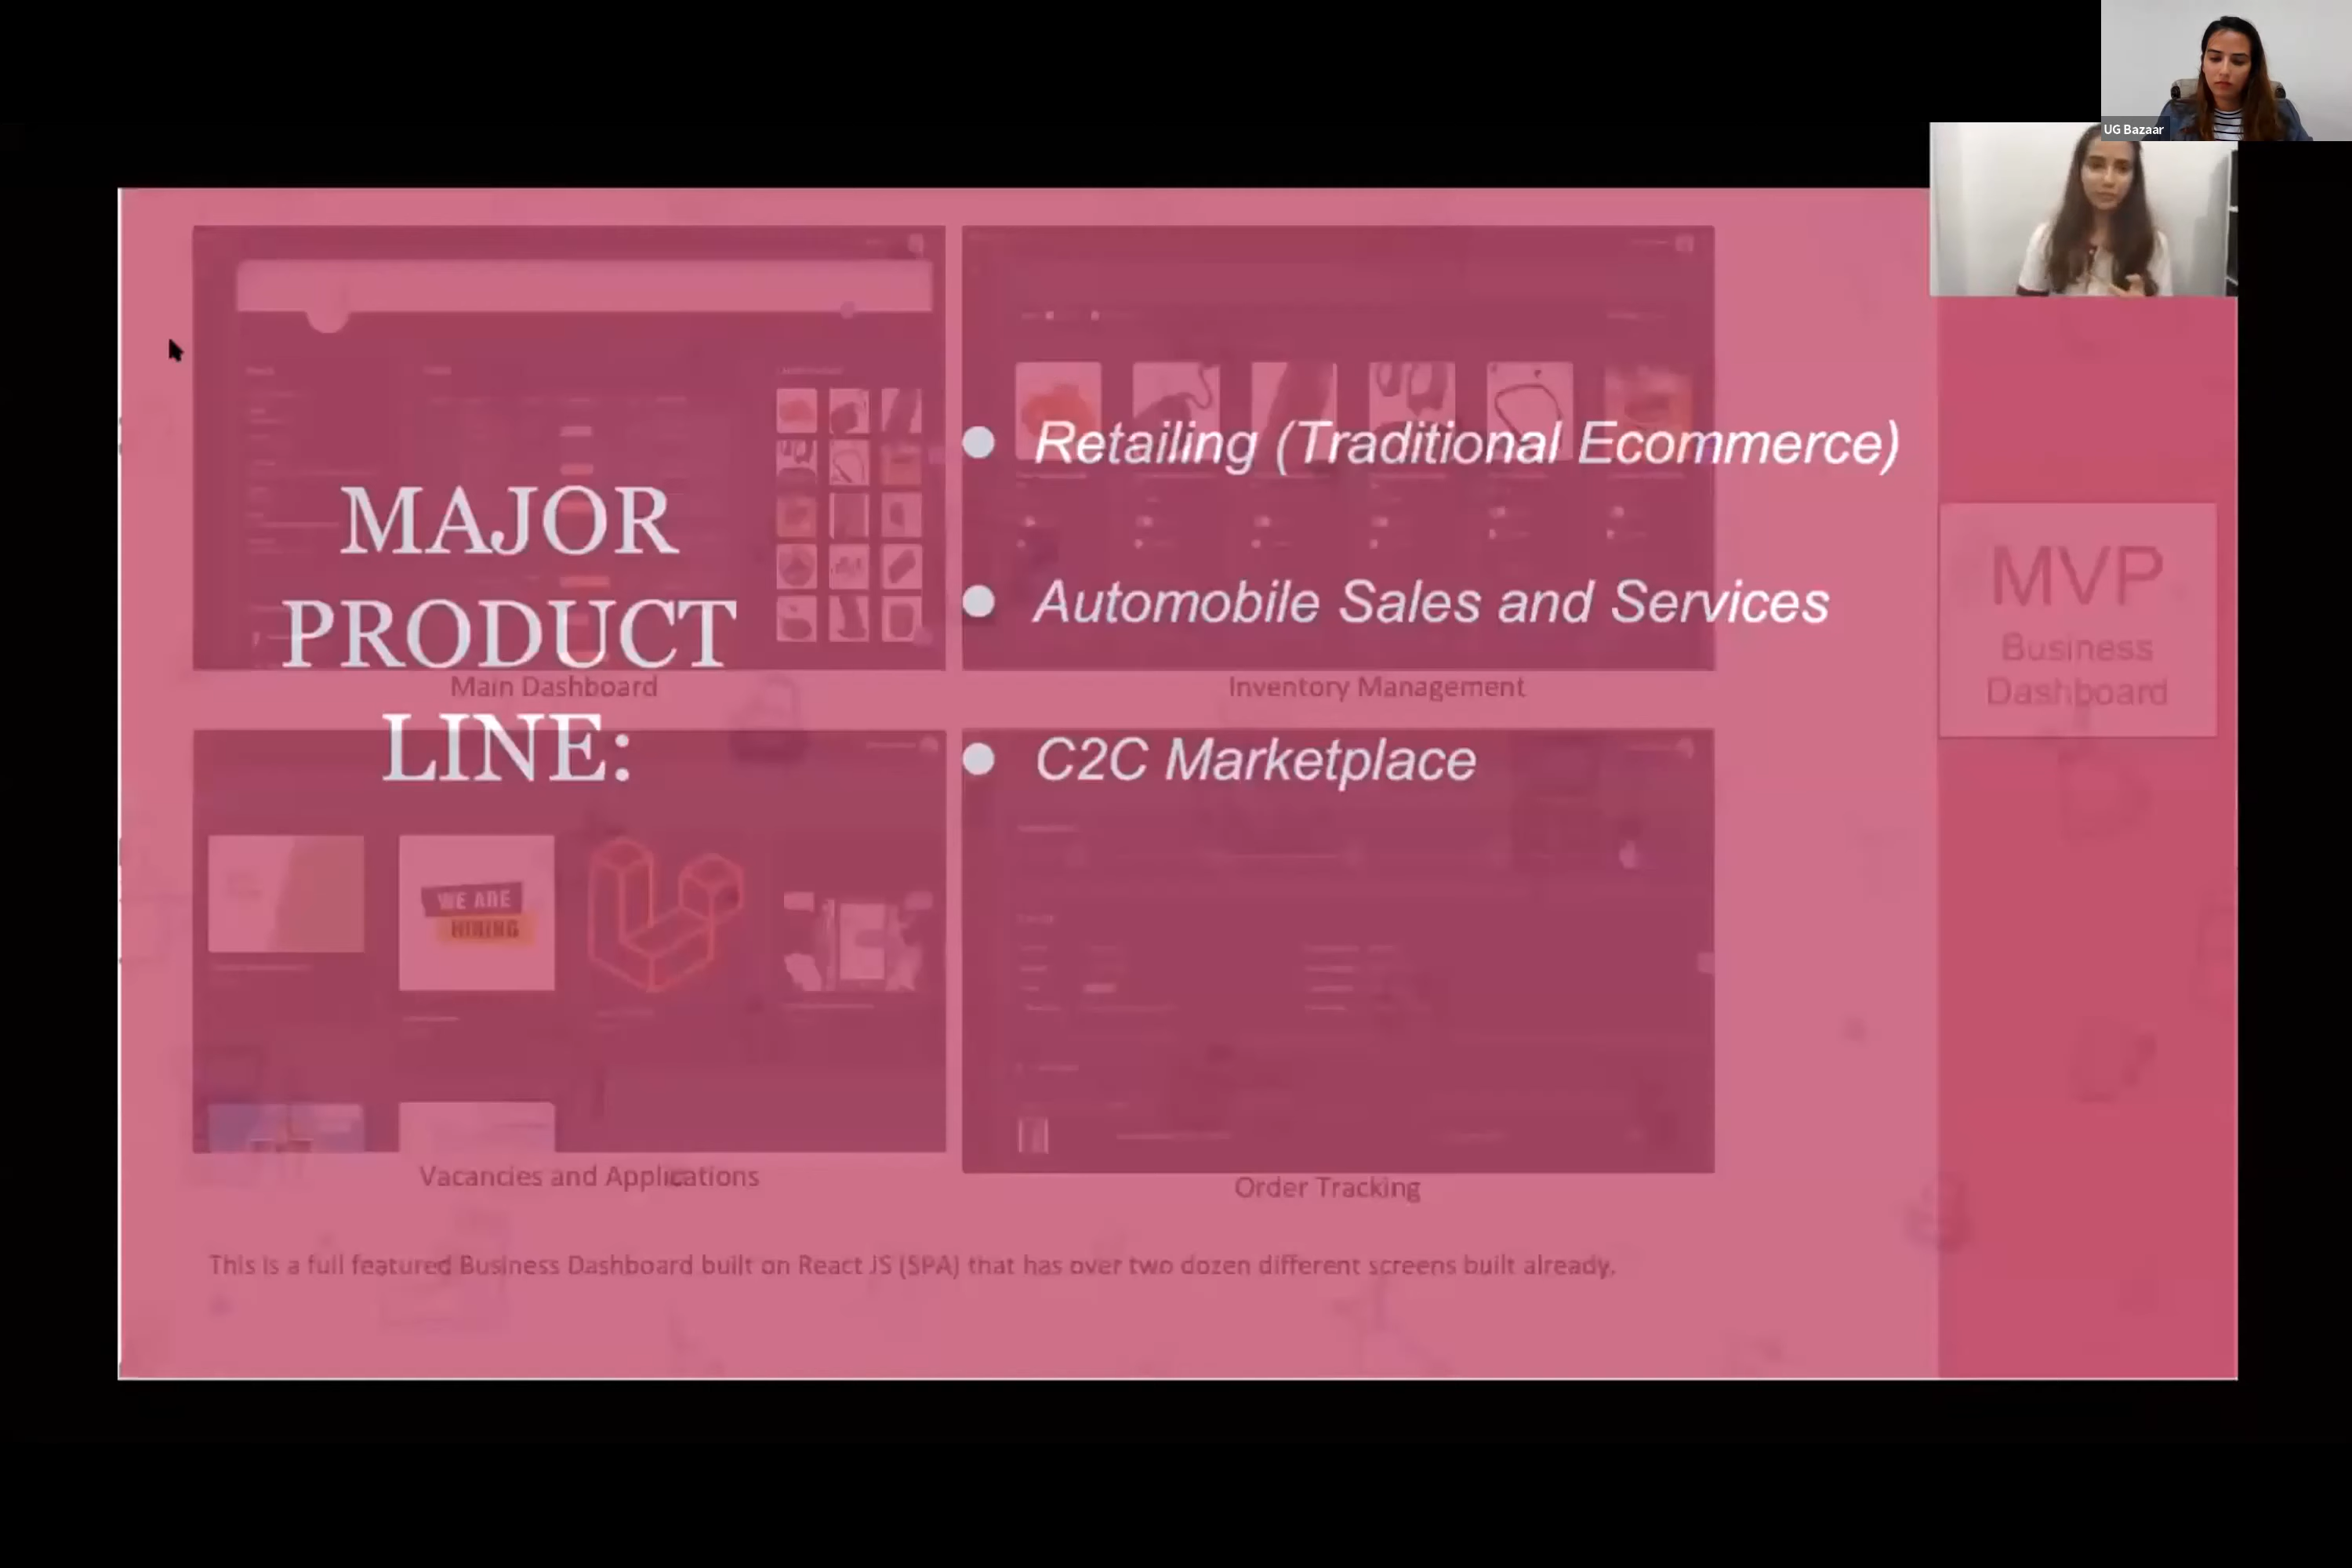 UG Bazaar
MAJOR
PRODUCT
LINE:
● Retailing (Traditional Ecommerce)
● Automobile Sales and Services
● C2C Marketplace
MVP
Business
Dashboard
Main Dashboard
Inventory Management
WE ARE
HIRING
Vacancies and Applications
Order Tracking
This is a full featured Business Dashboard built on React JS (SPA) that has over two dozen different screens built already.